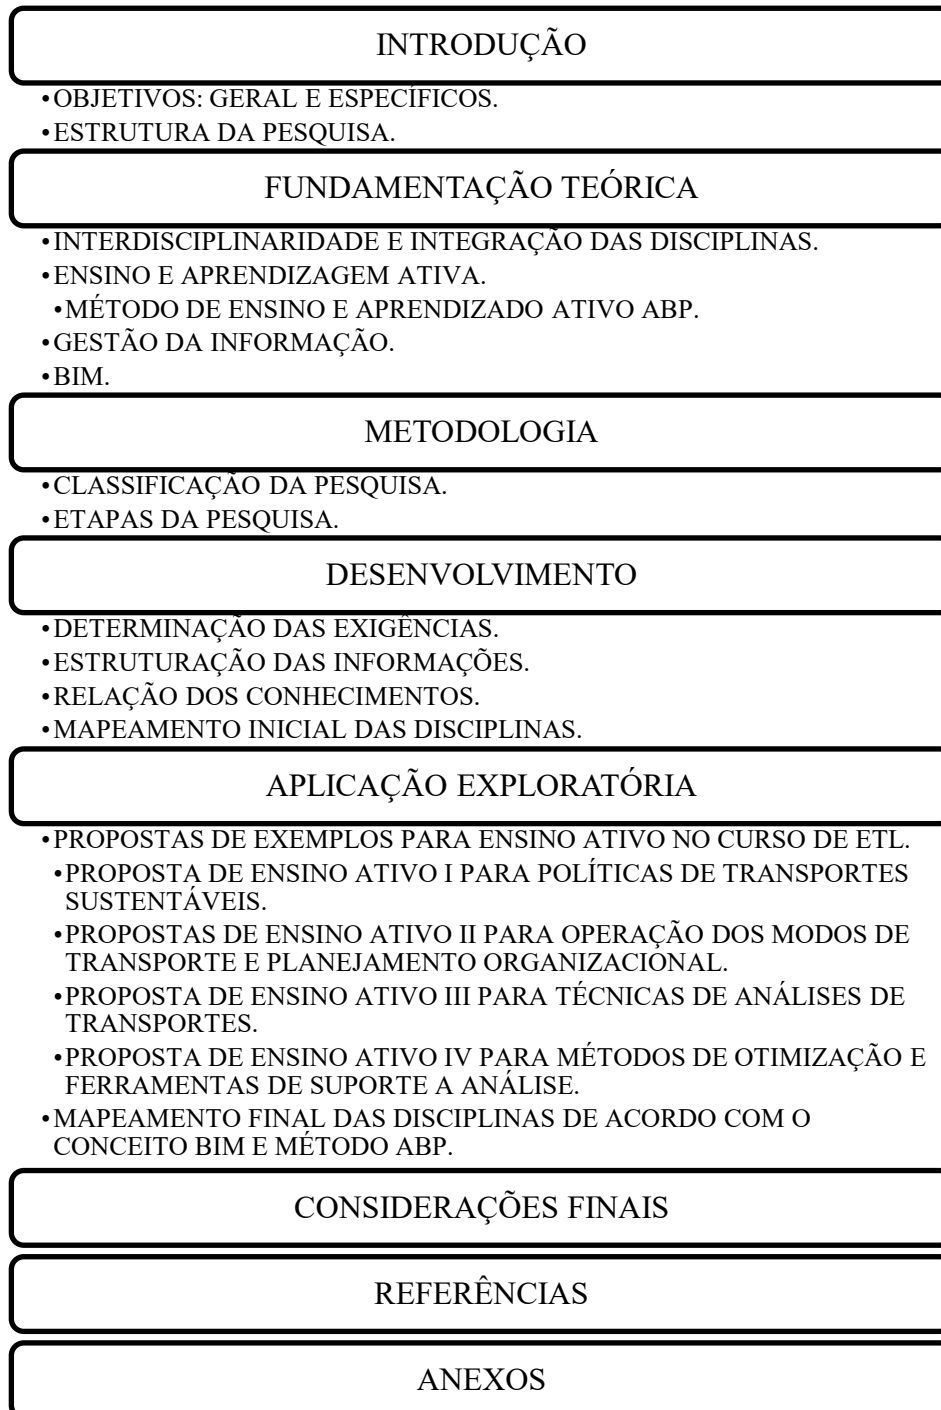 INTRODUÇÃO
•OBJETIVOS: GERAL E ESPECÍFICOS.
•ESTRUTURA DA PESQUISA.
FUNDAMENTAÇÃO TEÓRICA
•INTERDISCIPLINARIDADE E INTEGRAÇÃO DAS DISCIPLINAS.
•ENSINO E APRENDIZAGEM ATIVA.
•MÉTODO DE ENSINO E APRENDIZADO ATIVO ABP.
•GESTÃO DA INFORMAÇÃO.
•BIM.
METODOLOGIA
•CLASSIFICAÇÃO DA PESQUISA.
•ETAPAS DA PESQUISA.
DESENVOLVIMENTO
•DETERMINAÇÃO DAS EXIGÊNCIAS.
•ESTRUTURAÇÃO DAS INFORMAÇÕES.
•RELAÇÃO DOS CONHECIMENTOS.
•MAPEAMENTO INICIAL DAS DISCIPLINAS.
APLICAÇÃO EXPLORATÓRIA
•PROPOSTAS DE EXEMPLOS PARA ENSINO ATIVO NO CURSO DE ETL.
•PROPOSTA DE ENSINO ATIVO I PARA POLÍTICAS DE TRANSPORTES
SUSTENTÁVEIS.
•PROPOSTAS DE ENSINO ATIVO II PARA OPERAÇÃO DOS MODOS DE
TRANSPORTE E PLANEJAMENTO ORGANIZACIONAL.
•PROPOSTA DE ENSINO ATIVO III PARA TÉCNICAS DE ANÁLISES DE
TRANSPORTES.
•PROPOSTA DE ENSINO ATIVO IV PARA MÉTODOS DE OTIMIZAÇÃO E
FERRAMENTAS DE SUPORTE A ANÁLISE.
•MAPEAMENTO FINAL DAS DISCIPLINAS DE ACORDO COM O
CONCEITO BIM E MÉTODO ABP.
CONSIDERAÇÕES FINAIS
REFERÊNCIAS
ANEXOS